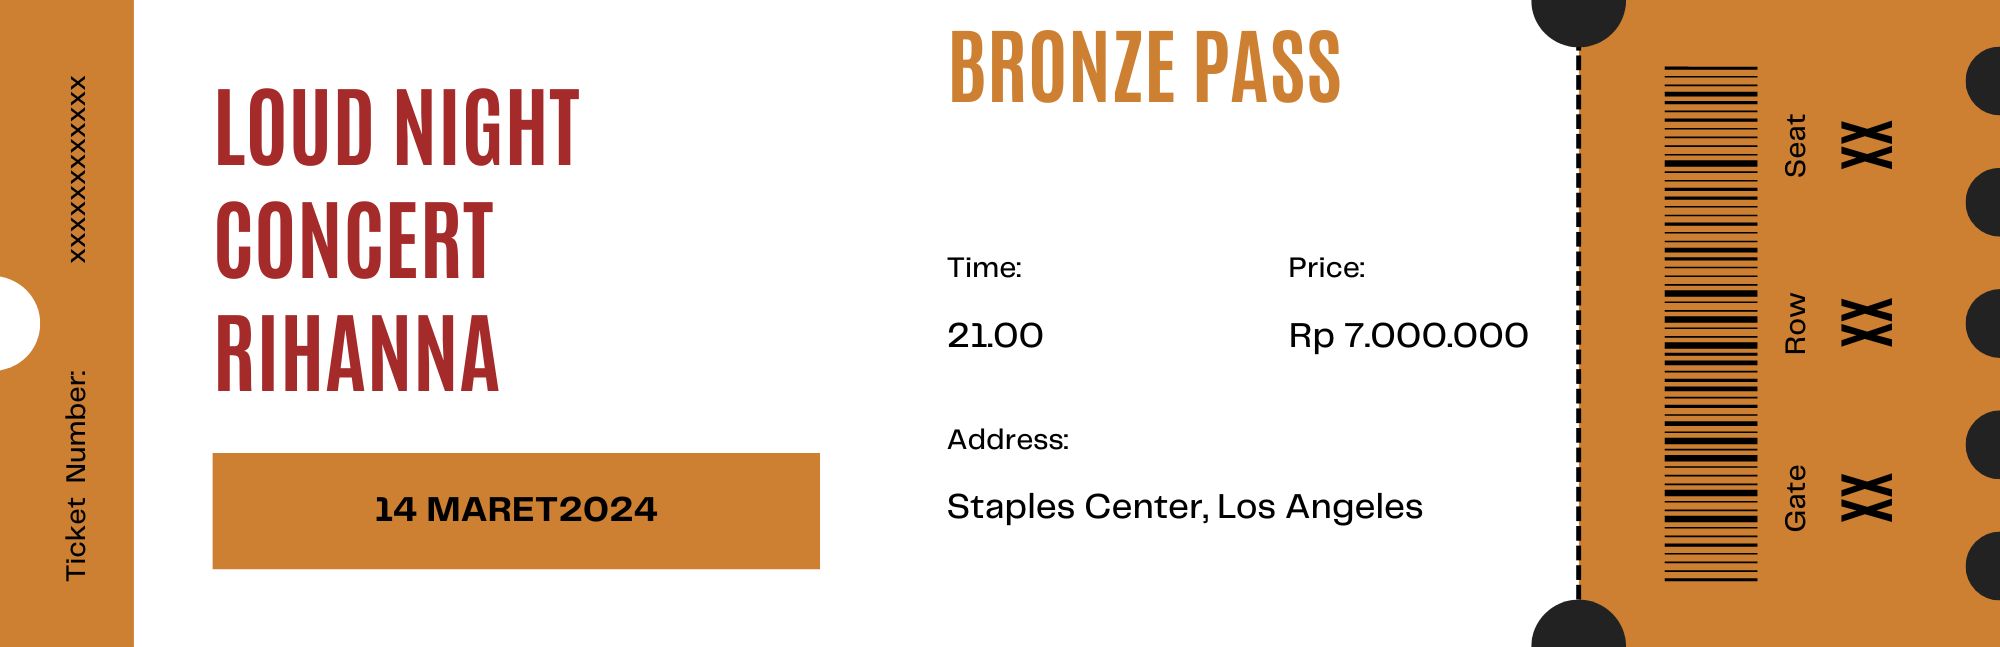 Ticket Number: xxxxxxxxxxxxxx
LOUD NIGHT
CONCERT
RIHANNA
14 MARET2024
BRONZE PASS
Time:
21.00
Price:
Rp 7.000.000
Address:
Staples Center, Los Angeles
Seat
XX
Row
XX
Gate
XX